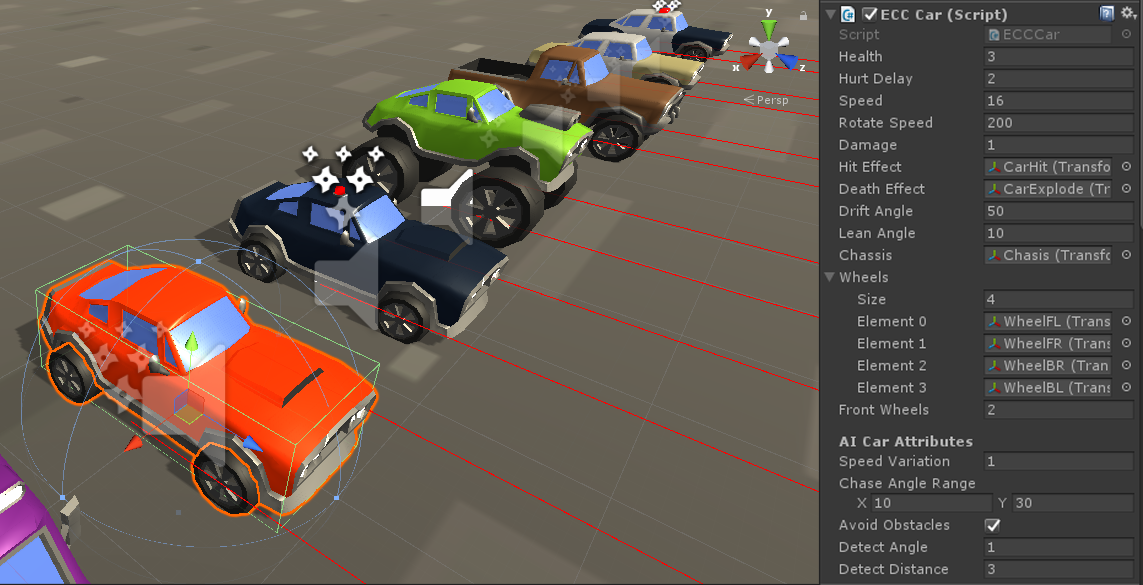 y
x
z
Persp
ECC Car (Script)
Script ECCCar
Health 3
Hurt Delay 2
Speed 16
Rotate Speed 200
Damage 1
Hit Effect CarHit (Transfo
Death Effect CarExplode (Tr
Drift Angle 50
Lean Angle 10
Chassis Chasis (Transfo
Wheels
Size 4
Element 0 WheelFL (Trans
Element 1 WheelFR (Trans
Element 2 WheelBR (Tran
Element 3 WheelBL (Trans
Front Wheels 2
AI Car Attributes
Speed Variation 1
Chase Angle Range
X 10 Y 30
Avoid Obstacles
Detect Angle 1
Detect Distance 3